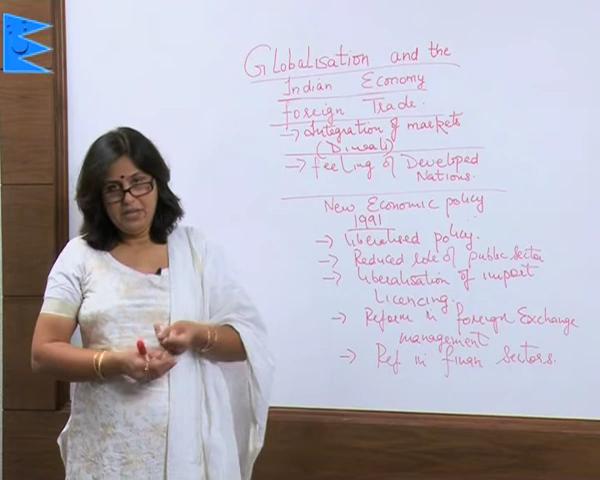 Globalisation and the
Indian Economy
Foreign Trade.
→ Integration of markets
(Diwali)
→ feeling of Developed
Nations.
New Economic policy
1991
→ liberalised policy.
→ Reduced role of public sector
→ liberalisation of import
Licencing.
→ Reform in foreign Exchange
management
→ Ref in finan Sectors.